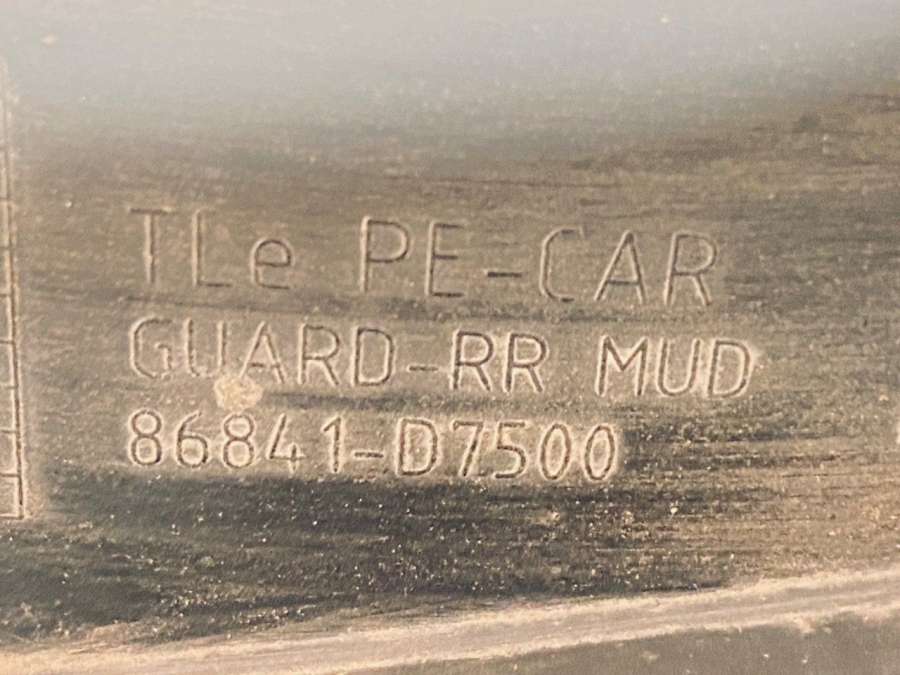 TLe PE-CAR
GUARD-RR MUD
86841-D7500